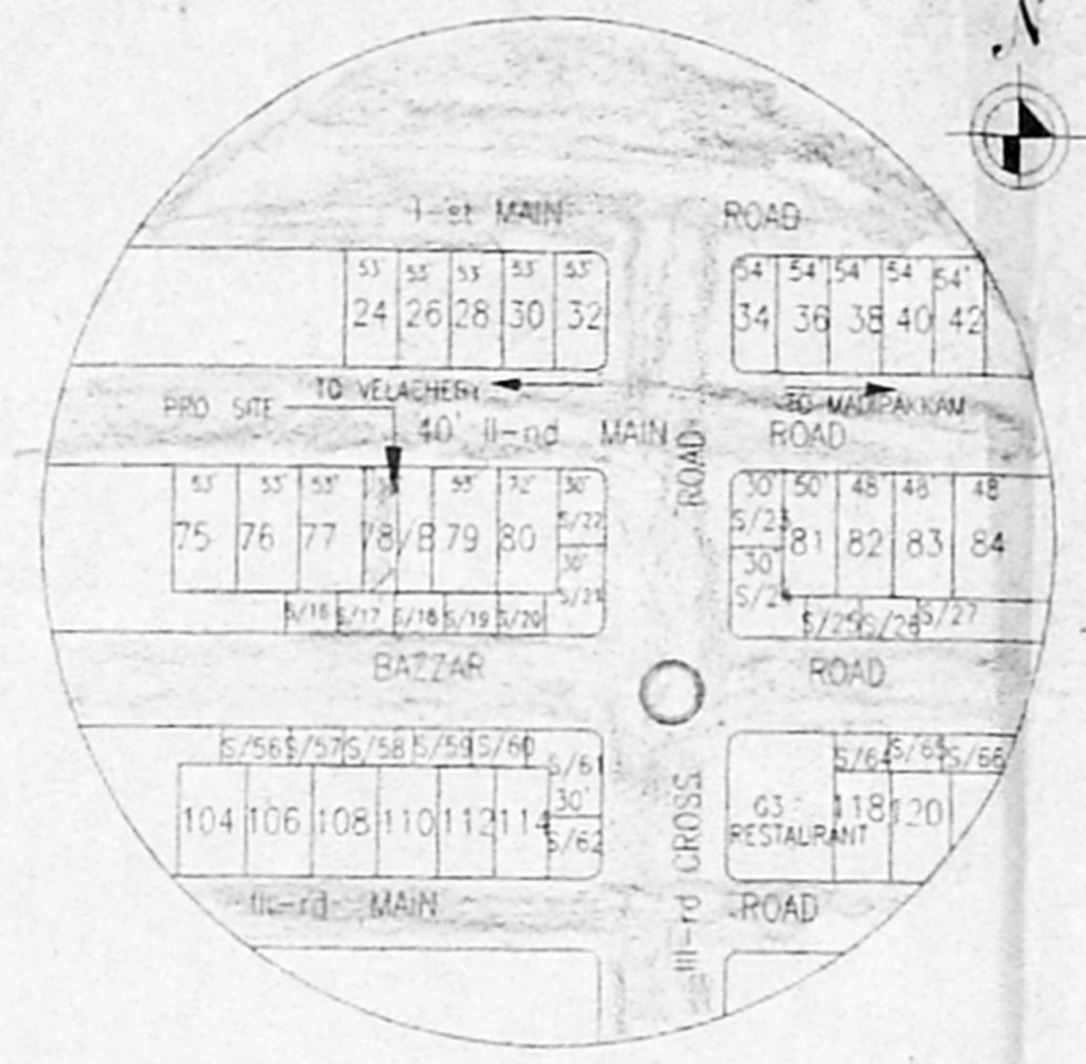 N
I-st MAIN ROAD
53' 53' 53' 53' 53' 54' 54' 54' 54' 54'
24 26 28 30 32 34 36 38 40 42
TO VELACHERY
PRO. SITE TO MADIPAKKAM
40' II-nd MAIN ROAD
53' 53' 53' 53' 72' 30' 30' 50' 48' 48' 48'
S/22 S/23
75 76 77 78/B 79 80 81 82 83 84
30' 30
S/21
S/16 S/17 S/18 S/19 S/20 S/25 S/26 S/27
ROAD
BAZZAR ROAD
S/56 S/57 S/58 S/59 S/60 S/61 S/64 S/65 S/66
30'
104 106 108 110 112 114 118 120
S/62 RESTAURANT
III-rd CROSS
III-rd MAIN ROAD